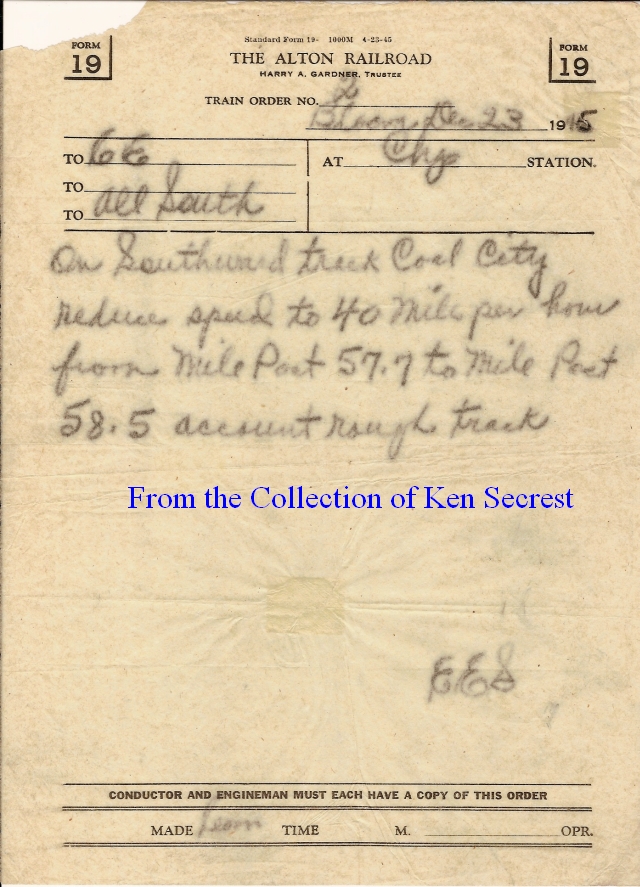 FORM 19
Standard Form 19- 1000M 4-23-45
FORM 19
THE ALTON RAILROAD
HARRY A. GARDNER, TRUSTEE
TRAIN ORDER NO. 2
Bloom Dec 23 1945
TO C&E AT Chgo STATION.
TO
TO all South
On Southward track Coal City
reduce speed to 40 Mile per hour
from Mile Post 57.7 to Mile Post
58.5 account rough track
From the Collection of Ken Secrest
EES
CONDUCTOR AND ENGINEMAN MUST EACH HAVE A COPY OF THIS ORDER
MADE TIME M. OPR.